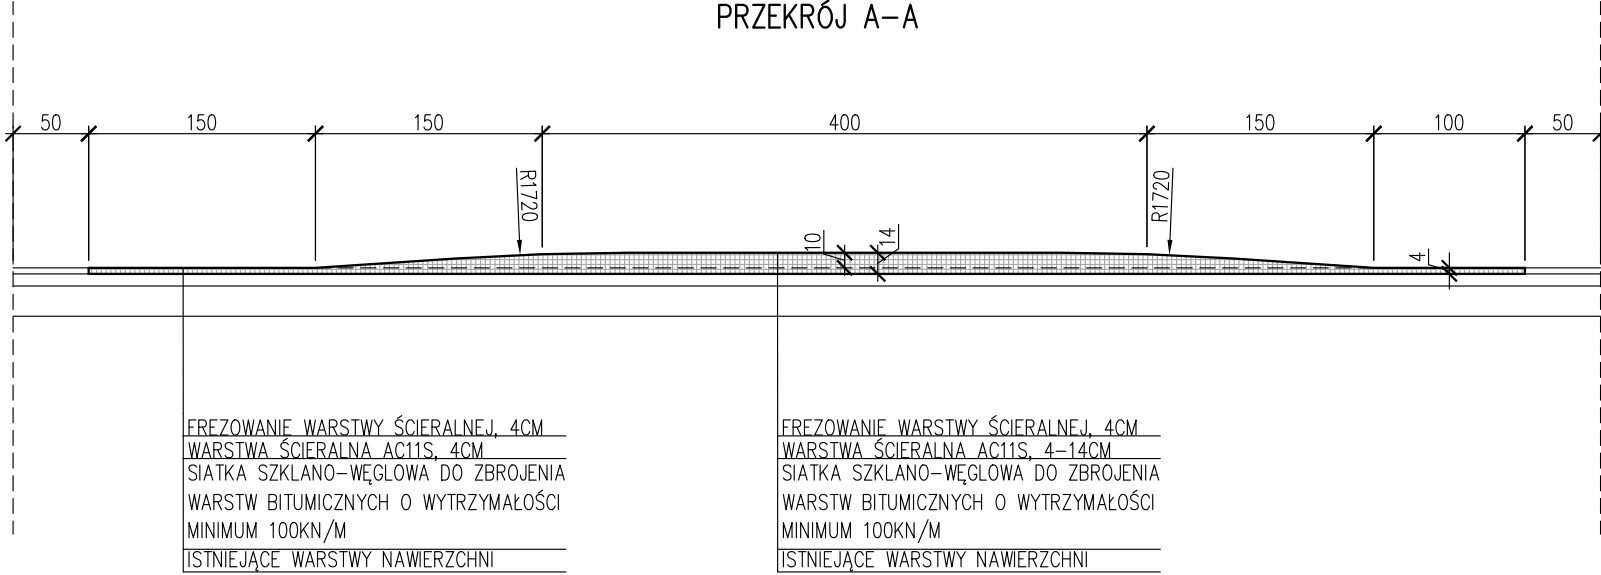 PRZEKRÓJ A-A
50 150 150 400 150 100 50
R1720 R1720
10 14 4
FREZOWANIE WARSTWY ŚCIERALNEJ, 4CM
WARSTWA ŚCIERALNA AC11S, 4CM
SIATKA SZKLANO-WĘGLOWA DO ZBROJENIA
WARSTW BITUMICZNYCH O WYTRZYMAŁOŚCI
MINIMUM 100KN/M
ISTNIEJĄCE WARSTWY NAWIERZCHNI
FREZOWANIE WARSTWY ŚCIERALNEJ, 4CM
WARSTWA ŚCIERALNA AC11S, 4-14CM
SIATKA SZKLANO-WĘGLOWA DO ZBROJENIA
WARSTW BITUMICZNYCH O WYTRZYMAŁOŚCI
MINIMUM 100KN/M
ISTNIEJĄCE WARSTWY NAWIERZCHNI